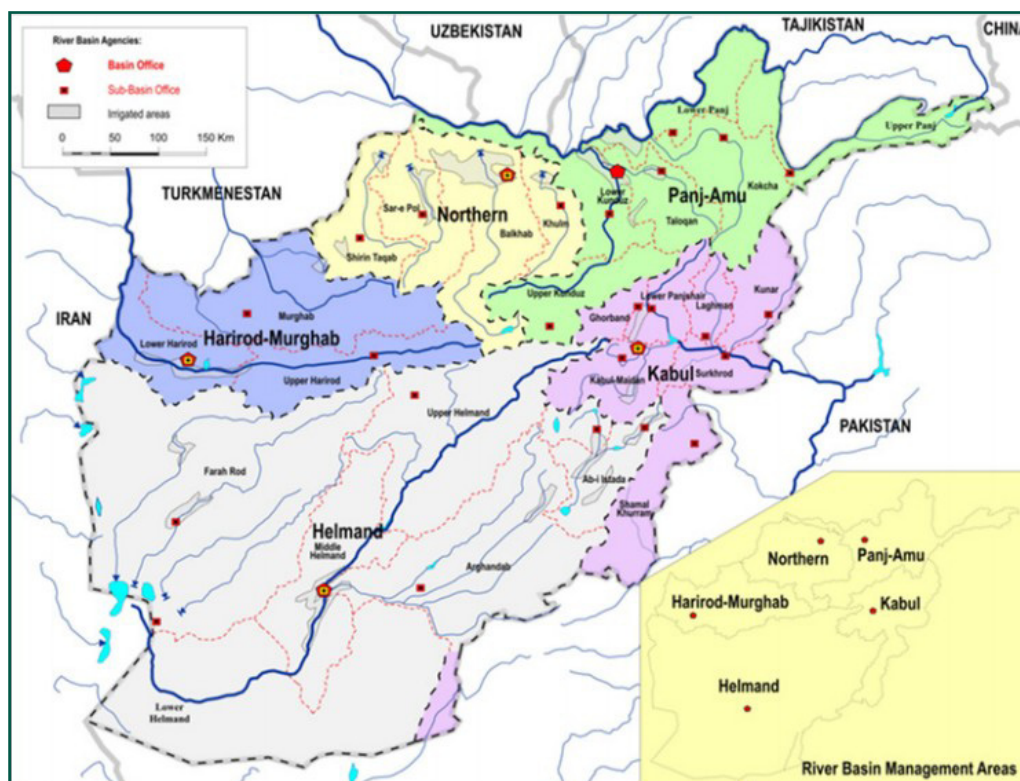 UZBEKISTAN
TAJIKISTAN
CHINA
River Basin Agencies:
Basin Office
Sub-Basin Office
Irrigated areas
0 50 100 150 Km
TURKMENESTAN
Lower Panj
Upper Panj
Kokcha
Lower
Kunduz
Panj-Amu
Taloqan
Sar-e Pol
Northern
Balkhab
Khulm
Shirin Taqab
Upper Kunduz
IRAN
Murghab
Lower Harirod
Harirod-Murghab
Upper Harirod
Ghorband
Lower Panjshair
Laghman
Kunar
Kabul
Kabul-Maidan
Surkhrod
PAKISTAN
Upper Helmand
Farah Rod
Ab-i Istada
Shamal
Khurram
Helmand
Middle
Helmand
Arghandab
Lower
Helmand
Northern
Panj-Amu
Harirod-Murghab
Kabul
Helmand
River Basin Management Areas